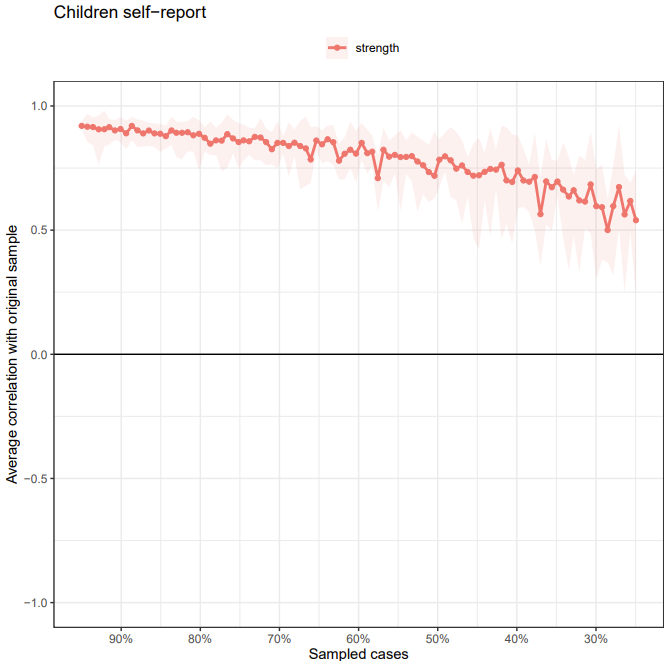 Children self−report
strength
1.0
0.5
0.0
−0.5
−1.0
Average correlation with original sample
90% 80% 70% 60% 50% 40% 30%
Sampled cases